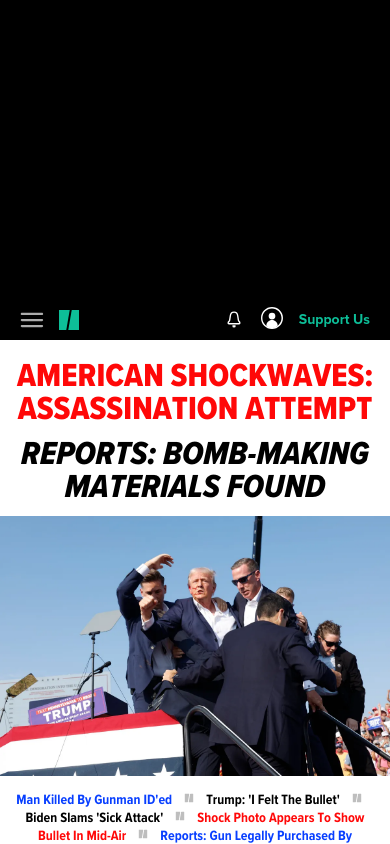 Support Us
AMERICAN SHOCKWAVES:
ASSASSINATION ATTEMPT
REPORTS: BOMB-MAKING
MATERIALS FOUND
TRUMP
Man Killed By Gunman ID'ed
Trump: 'I Felt The Bullet'
Biden Slams 'Sick Attack'
Shock Photo Appears To Show
Bullet In Mid-Air
Reports: Gun Legally Purchased By